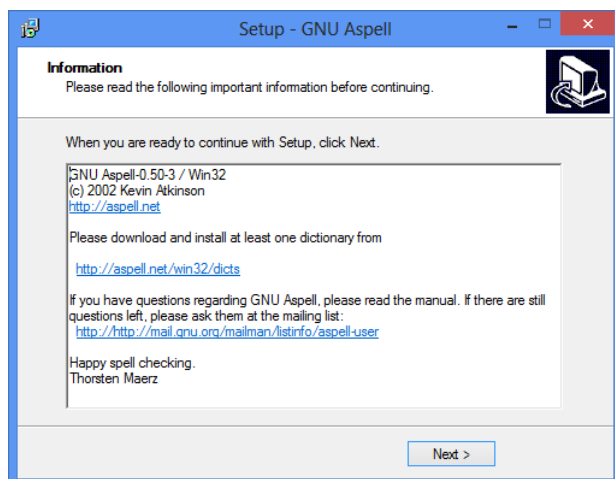 Setup - GNU Aspell
Information
Please read the following important information before continuing.
When you are ready to continue with Setup, click Next.
GNU Aspell-0.50-3 / Win32
(c) 2002 Kevin Atkinson
http://aspell.net
Please download and install at least one dictionary from
http://aspell.net/win32/dicts
If you have questions regarding GNU Aspell, please read the manual. If there are still
questions left, please ask them at the mailing list:
http://http://mail.gnu.org/mailman/listinfo/aspell-user
Happy spell checking.
Thorsten Maerz
Next >